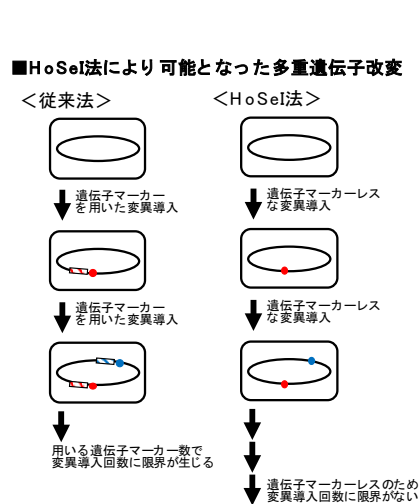 ■HoSeI法により可能となった多重遺伝子改変
＜従来法＞
遺伝子マーカー
を用いた変異導入
遺伝子マーカー
を用いた変異導入
用いる遺伝子マーカー数で
変異導入回数に限界が生じる
＜HoSeI法＞
遺伝子マーカーレス
な変異導入
遺伝子マーカーレス
な変異導入
遺伝子マーカーレスのため
変異導入回数に限界がない